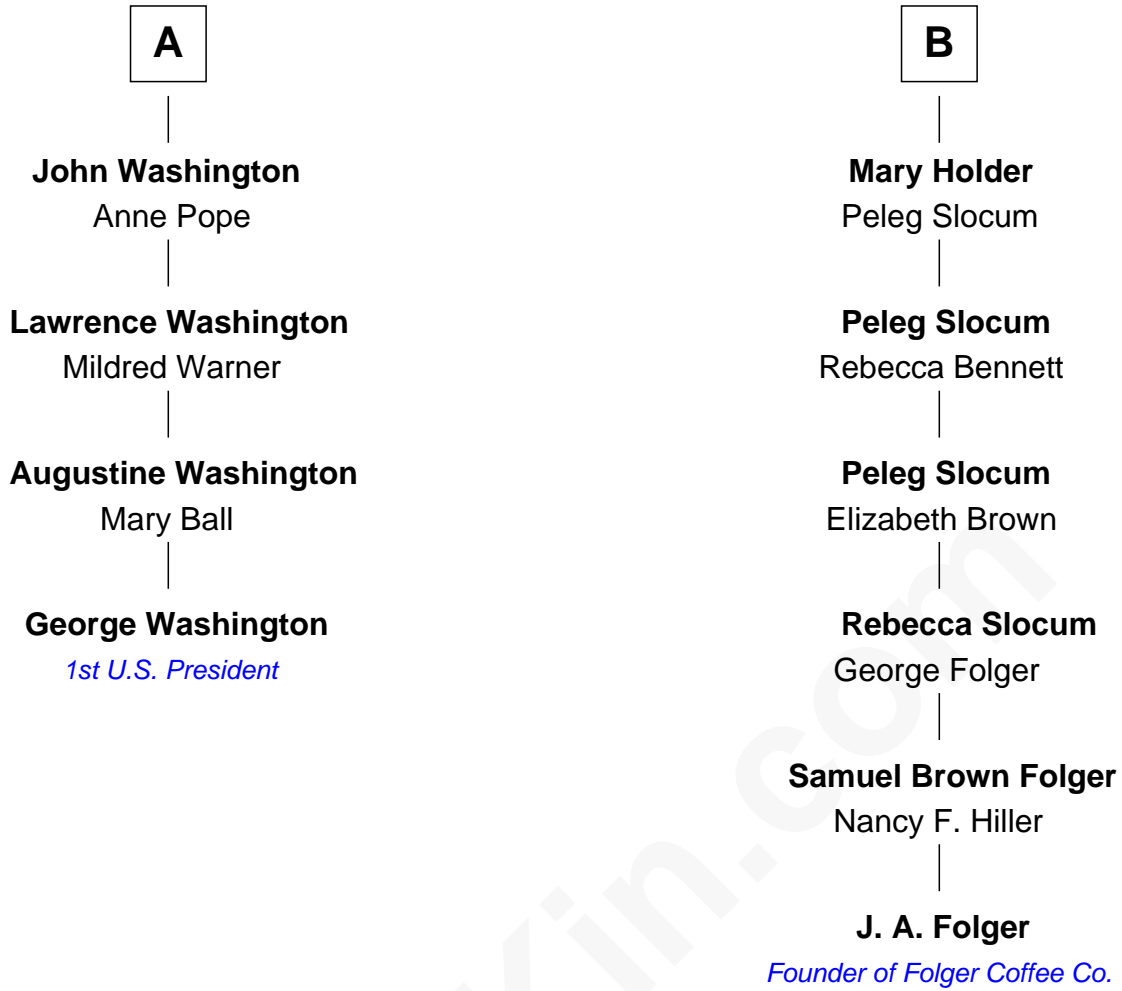 A
John Washington
Anne Pope
Lawrence Washington
Mildred Warner
Augustine Washington
Mary Ball
George Washington
1st U.S. President
B
Mary Holder
Peleg Slocum
Peleg Slocum
Rebecca Bennett
Peleg Slocum
Elizabeth Brown
Rebecca Slocum
George Folger
Samuel Brown Folger
Nancy F. Hiller
J. A. Folger
Founder of Folger Coffee Co.
Kin.com